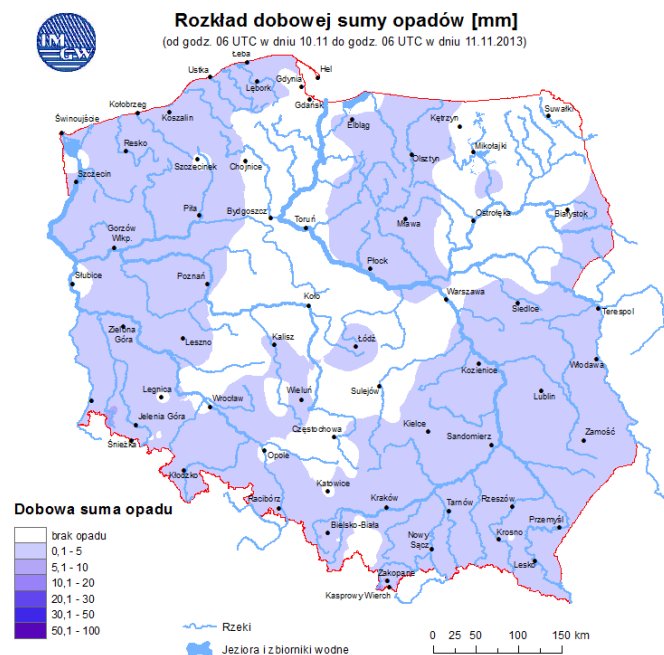 IM
GW
Rozkład dobowej sumy opadów [mm]
(od godz. 06 UTC w dniu 10.11 do godz. 06 UTC w dniu 11.11.2013)
Łeba
Ustka
Hel
Gdynia
Lębork
Gdańsk
Kołobrzeg
Koszalin
Suwałki
Świnoujście
Elbląg
Kętrzyn
Resko
Mikołajki
Szczecinek
Chojnice
Olsztyn
Szczecin
Piła
Bydgoszcz
Toruń
Mława
Ostrołęka
Białystok
Gorzów
Wlkp.
Płock
Słubice
Poznań
Koło
Warszawa
Siedlce
Terespol
Zielona
Góra
Leszno
Kalisz
Łódź
Kozienice
Włodawa
Legnica
Wrocław
Wieluń
Sulejów
Lublin
Jelenia Góra
Częstochowa
Kielce
Sandomierz
Zamość
Śnieżka
Opole
Kłodzko
Katowice
Racibórz
Kraków
Tarnów
Rzeszów
Przemyśl
Bielsko-Biała
Nowy
Sącz
Krosno
Lesko
Zakopane
Kasprowy Wierch
Dobowa suma opadu
brak opadu
0,1 - 5
5,1 - 10
10,1 - 20
20,1 - 30
30,1 - 50
50,1 - 100
Rzeki
Jeziora i zbiorniki wodne
0 25 50 100 150 km